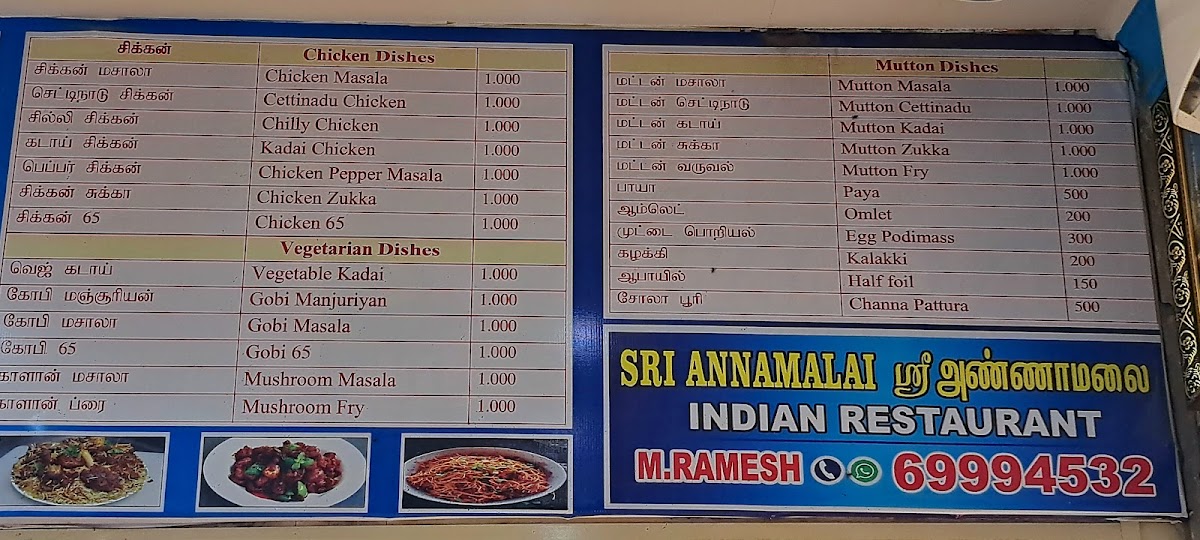 சிக்கன் Chicken Dishes
சிக்கன் மசாலா Chicken Masala 1.000
செட்டிநாடு சிக்கன் Cettinadu Chicken 1.000
சில்லி சிக்கன் Chilly Chicken 1.000
கடாய் சிக்கன் Kadai Chicken 1.000
பெப்பர் சிக்கன் Chicken Pepper Masala 1.000
சிக்கன் சுக்கா Chicken Zukka 1.000
சிக்கன் 65 Chicken 65 1.000
Vegetarian Dishes
வெஜ் கடாய் Vegetable Kadai 1.000
கோபி மஞ்சூரியன் Gobi Manjuriyan 1.000
கோபி மசாலா Gobi Masala 1.000
கோபி 65 Gobi 65 1.000
காளான் மசாலா Mushroom Masala 1.000
காளான் ப்ரை Mushroom Fry 1.000
Mutton Dishes
மட்டன் மசாலா Mutton Masala 1.000
மட்டன் செட்டிநாடு Mutton Cettinadu 1.000
மட்டன் கடாய் Mutton Kadai 1.000
மட்டன் சுக்கா Mutton Zukka 1.000
மட்டன் வருவல் Mutton Fry 1.000
பாயா Paya 500
ஆம்லெட் Omlet 200
முட்டை பொறியல் Egg Podimass 300
கழக்கி Kalakki 200
ஆபாயில் Half foil 150
சோலா பூரி Channa Pattura 500
SRI ANNAMALAI ஸ்ரீ அண்ணாமலை
INDIAN RESTAURANT
M.RAMESH 69994532